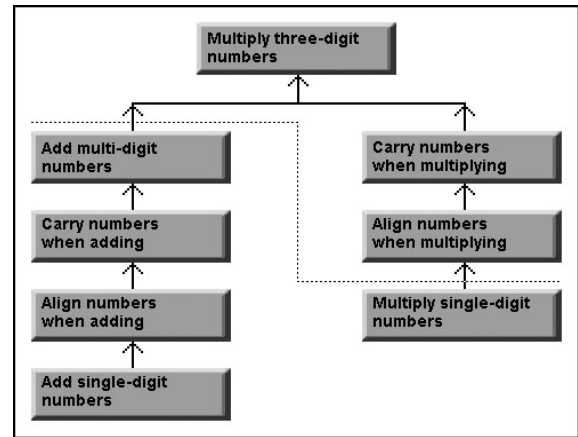 Multiply three-digit
numbers
Add multi-digit
numbers
Carry numbers
when adding
Align numbers
when adding
Add single-digit
numbers
Carry numbers
when multiplying
Align numbers
when multiplying
Multiply single-digit
numbers